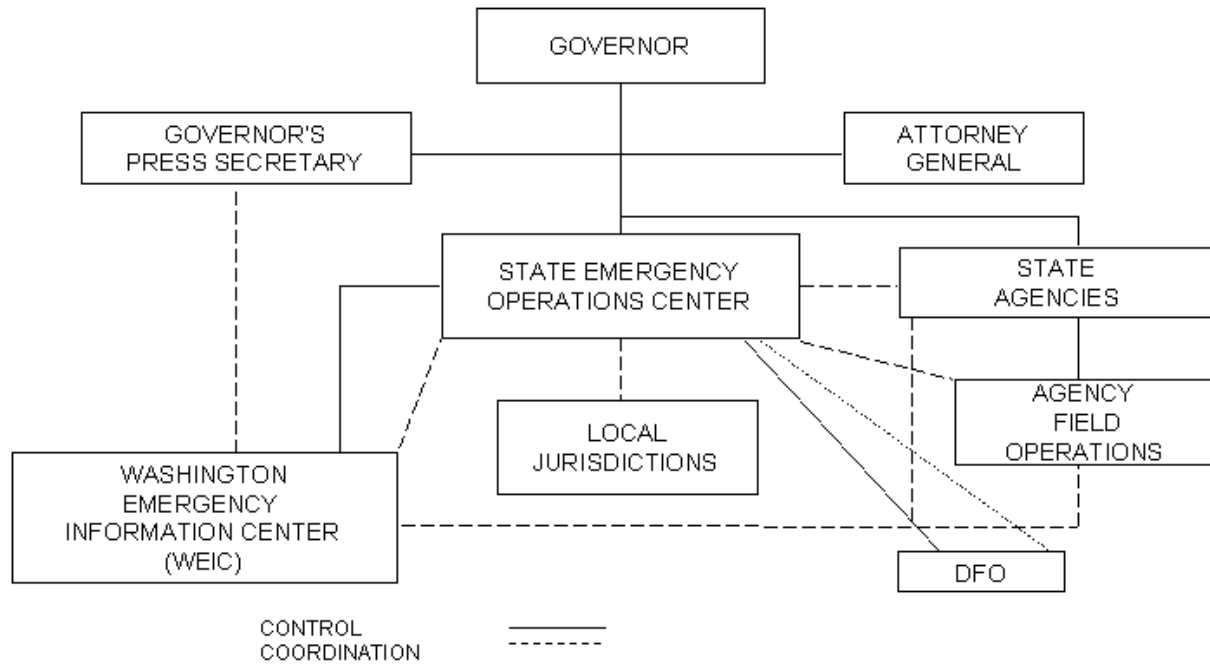 GOVERNOR
GOVERNOR'S
PRESS SECRETARY
ATTORNEY
GENERAL
STATE EMERGENCY
OPERATIONS CENTER
STATE
AGENCIES
AGENCY
FIELD
OPERATIONS
LOCAL
JURISDICTIONS
WASHINGTON
EMERGENCY
INFORMATION CENTER
(WEIC)
DFO
CONTROL
COORDINATION